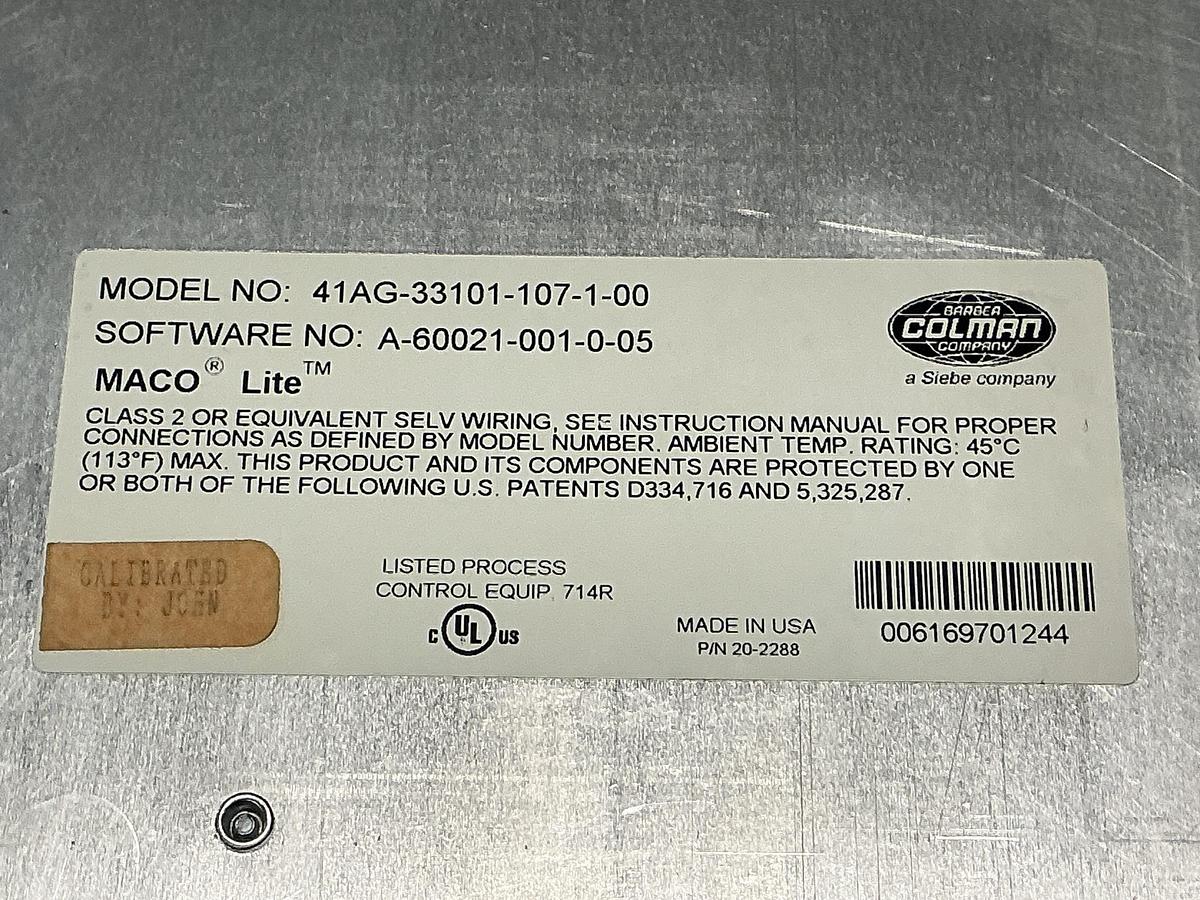 MODEL NO: 41AG-33101-107-1-00
SOFTWARE NO: A-60021-001-0-05
MACO® Lite™
BARBER
COLMAN
COMPANY
a Siebe company
CLASS 2 OR EQUIVALENT SELV WIRING, SEE INSTRUCTION MANUAL FOR PROPER
CONNECTIONS AS DEFINED BY MODEL NUMBER. AMBIENT TEMP. RATING: 45°C
(113°F) MAX. THIS PRODUCT AND ITS COMPONENTS ARE PROTECTED BY ONE
OR BOTH OF THE FOLLOWING U.S. PATENTS D334,716 AND 5,325,287.
CALIBRATED
BY: JOHN
LISTED PROCESS
CONTROL EQUIP. 714R
C UL US
MADE IN USA
P/N 20-2288
006169701244